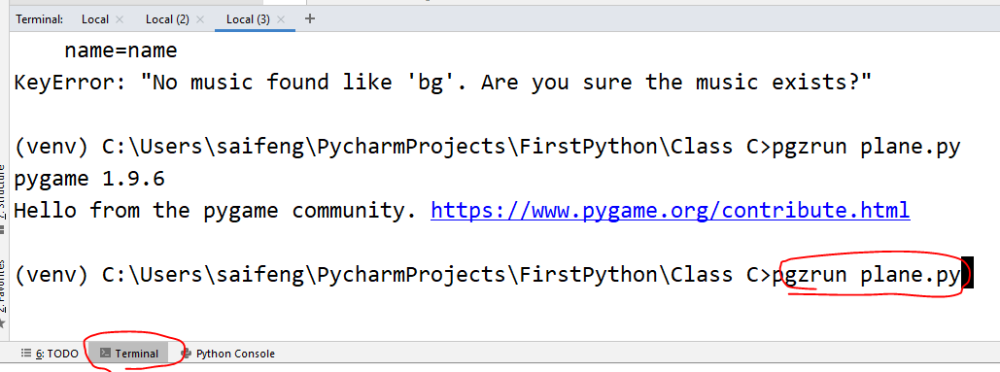 Terminal: Local × Local (2) × Local (3) × +
name=name
KeyError: "No music found like 'bg'. Are you sure the music exists?"
(venv) C:\Users\saifeng\PycharmProjects\FirstPython\Class C>pgzrun plane.py
pygame 1.9.6
Hello from the pygame community. https://www.pygame.org/contribute.html
(venv) C:\Users\saifeng\PycharmProjects\FirstPython\Class C>pgzrun plane.py
Structure
2: Favorites
6: TODO Terminal Python Console